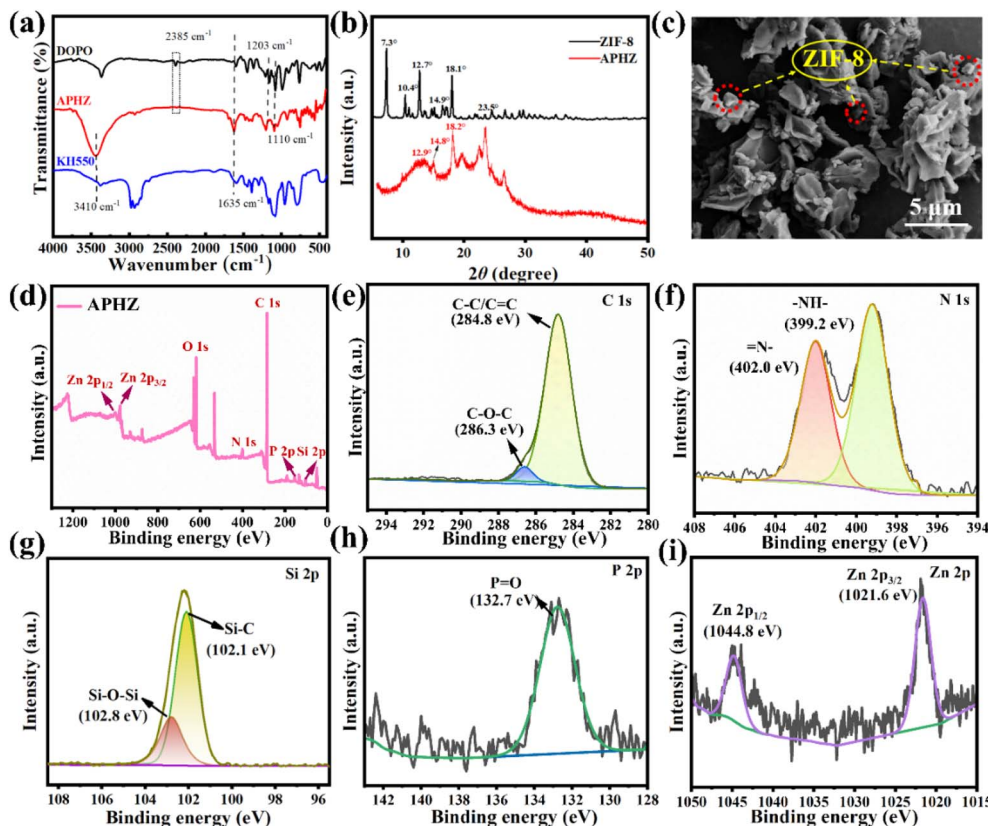 (a)
2385 cm⁻¹
1203 cm⁻¹
DOPO
APHZ
KH550
1110 cm⁻¹
3410 cm⁻¹
1635 cm⁻¹
Transmittance (%)
4000 3500 3000 2500 2000 1500 1000 500
Wavenumber (cm⁻¹)
(b)
ZIF-8
APHZ
7.3°
12.7°
18.1°
10.4°
14.9°
23.5°
18.2°
14.8°
12.9°
Intensity (a.u.)
10 20 30 40 50
2θ (degree)
(c)
ZIF-8
5 μm
(d)
APHZ
C 1s
O 1s
Zn 2p1/2
Zn 2p3/2
N 1s
P 2p
Si 2p
Intensity (a.u.)
1200 1000 800 600 400 200 0
Binding energy (eV)
(e)
C 1s
C-C/C=C
(284.8 eV)
C-O-C
(286.3 eV)
Intensity (a.u.)
294 292 290 288 286 284 282 280
Binding energy (eV)
(f)
N 1s
-NH-
(399.2 eV)
=N-
(402.0 eV)
Intensity (a.u.)
408 406 404 402 400 398 396 394
Binding energy (eV)
(g)
Si 2p
Si-C
(102.1 eV)
Si-O-Si
(102.8 eV)
Intensity (a.u.)
108 106 104 102 100 98 96
Binding energy (eV)
(h)
P 2p
P=O
(132.7 eV)
Intensity (a.u.)
142 140 138 136 134 132 130 128
Binding energy (eV)
(i)
Zn 2p3/2
Zn 2p
(1021.6 eV)
Zn 2p1/2
(1044.8 eV)
Intensity (a.u.)
1050 1045 1040 1035 1030 1025 1020 1015
Binding energy (eV)